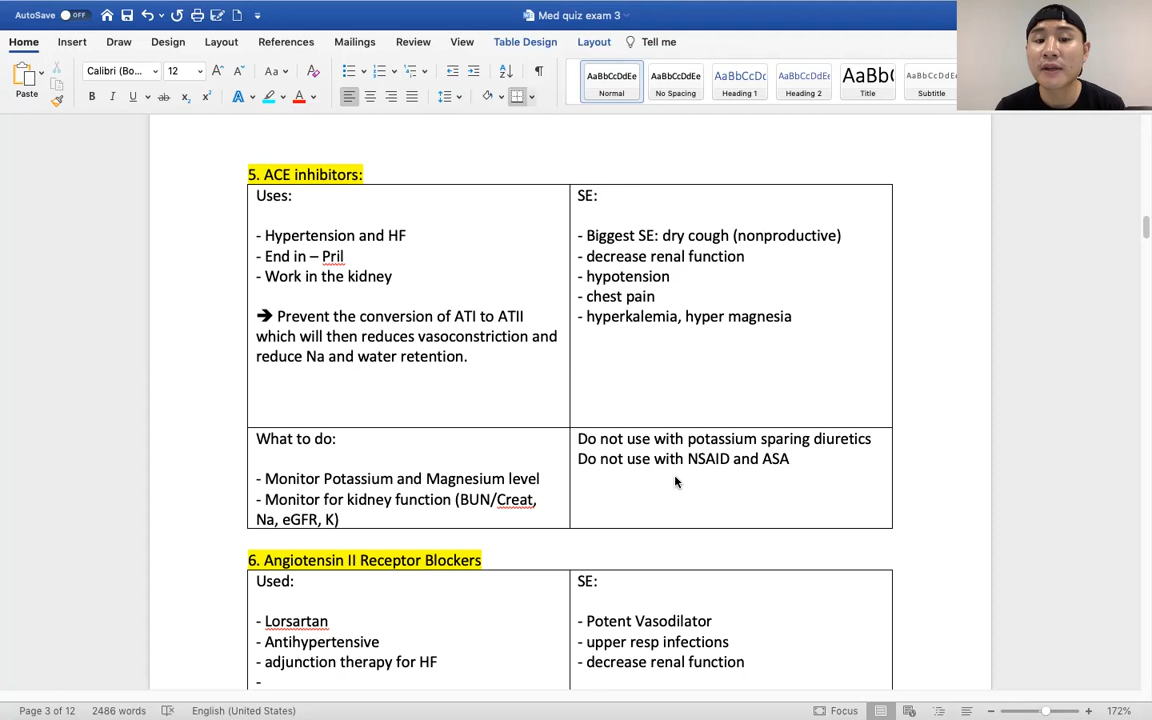 AutoSave OFF
Med quiz exam 3
Home Insert Draw Design Layout References Mailings Review View Table Design Layout Tell me
Paste
Calibri (Bo... 12
AaBbCcDdEe AaBbCcDdEe AaBbCcDc AaBbCcDdEe AaBb( AaBbCcDdEe
Normal No Spacing Heading 1 Heading 2 Title Subtitle
5. ACE inhibitors:
Uses:
- Hypertension and HF
- End in – Pril
- Work in the kidney
➔ Prevent the conversion of ATI to ATII
which will then reduces vasoconstriction and
reduce Na and water retention.
SE:
- Biggest SE: dry cough (nonproductive)
- decrease renal function
- hypotension
- chest pain
- hyperkalemia, hyper magnesia
What to do:
- Monitor Potassium and Magnesium level
- Monitor for kidney function (BUN/Creat,
Na, eGFR, K)
Do not use with potassium sparing diuretics
Do not use with NSAID and ASA
6. Angiotensin II Receptor Blockers
Used:
- Lorsartan
- Antihypertensive
- adjunction therapy for HF
-
SE:
- Potent Vasodilator
- upper resp infections
- decrease renal function
Page 3 of 12 2486 words English (United States) Focus 172%